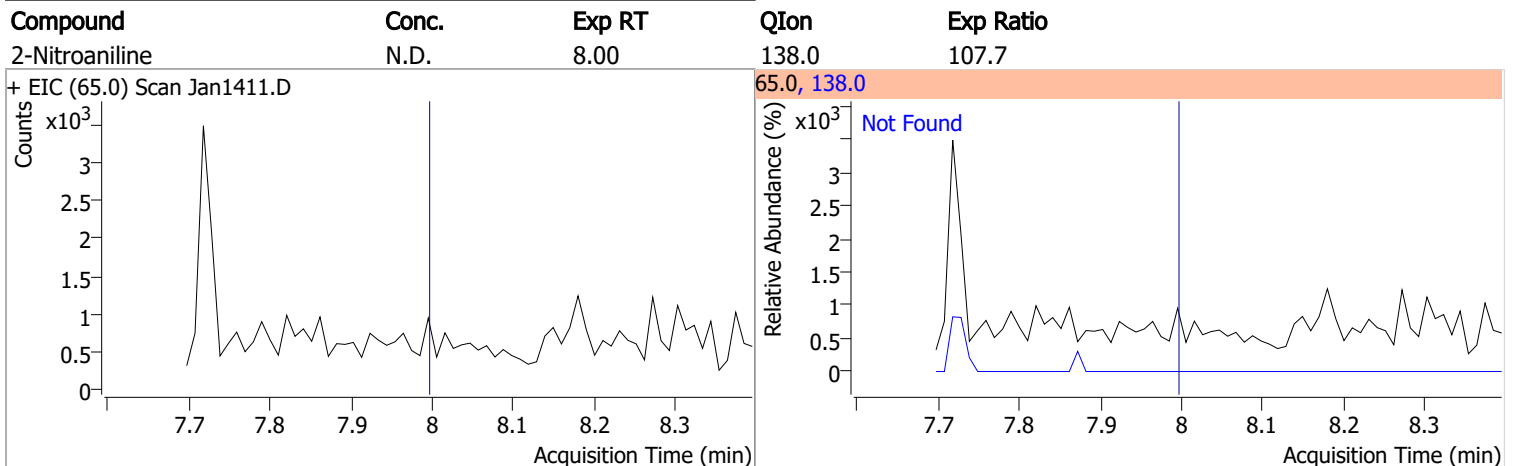 Compound Conc. Exp RT QIon Exp Ratio
2-Nitroaniline N.D. 8.00 138.0 107.7
+ EIC (65.0) Scan Jan1411.D
Counts
x10³
3
2.5
2
1.5
1
0.5
0
7.7 7.8 7.9 8 8.1 8.2 8.3
Acquisition Time (min)
65.0, 138.0
Relative Abundance (%)
x10³
Not Found
3
2.5
2
1.5
1
0.5
0
7.7 7.8 7.9 8 8.1 8.2 8.3
Acquisition Time (min)